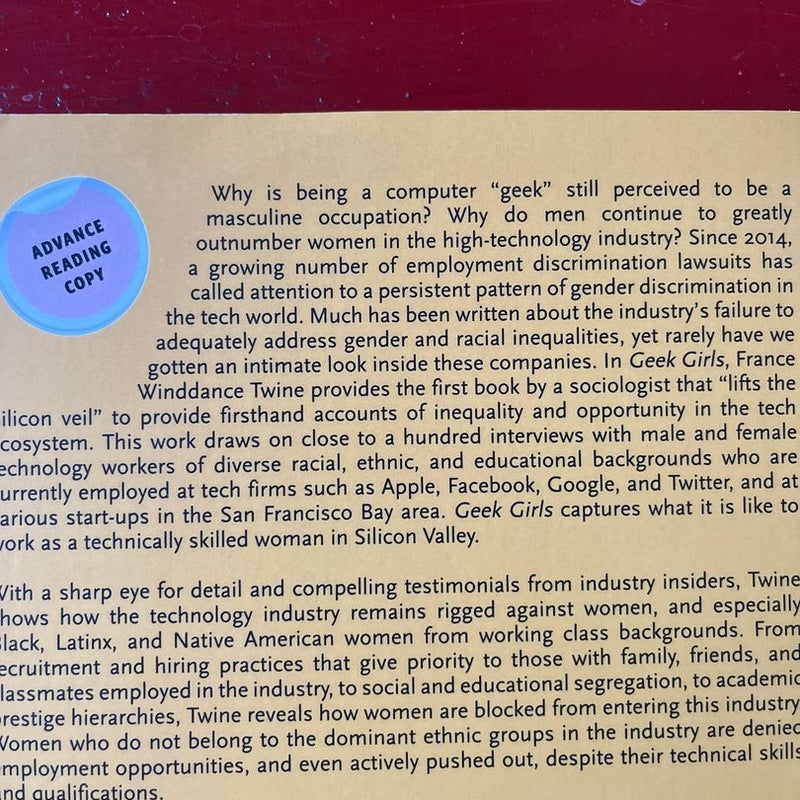 ADVANCE
READING
COPY
Why is being a computer “geek” still perceived to be a
masculine occupation? Why do men continue to greatly
outnumber women in the high-technology industry? Since 2014,
a growing number of employment discrimination lawsuits has
called attention to a persistent pattern of gender discrimination in
the tech world. Much has been written about the industry’s failure to
adequately address gender and racial inequalities, yet rarely have we
gotten an intimate look inside these companies. In Geek Girls, France
Winddance Twine provides the first book by a sociologist that “lifts the
ilicon veil” to provide firsthand accounts of inequality and opportunity in the tech
cosystem. This work draws on close to a hundred interviews with male and female
echnology workers of diverse racial, ethnic, and educational backgrounds who are
urrently employed at tech firms such as Apple, Facebook, Google, and Twitter, and at
arious start-ups in the San Francisco Bay area. Geek Girls captures what it is like to
work as a technically skilled woman in Silicon Valley.
With a sharp eye for detail and compelling testimonials from industry insiders, Twine
hows how the technology industry remains rigged against women, and especially
Black, Latinx, and Native American women from working class backgrounds. From
ecruitment and hiring practices that give priority to those with family, friends, and
lassmates employed in the industry, to social and educational segregation, to academic
prestige hierarchies, Twine reveals how women are blocked from entering this industry
Women who do not belong to the dominant ethnic groups in the industry are denied
employment opportunities, and even actively pushed out, despite their technical skills
and qualifications.